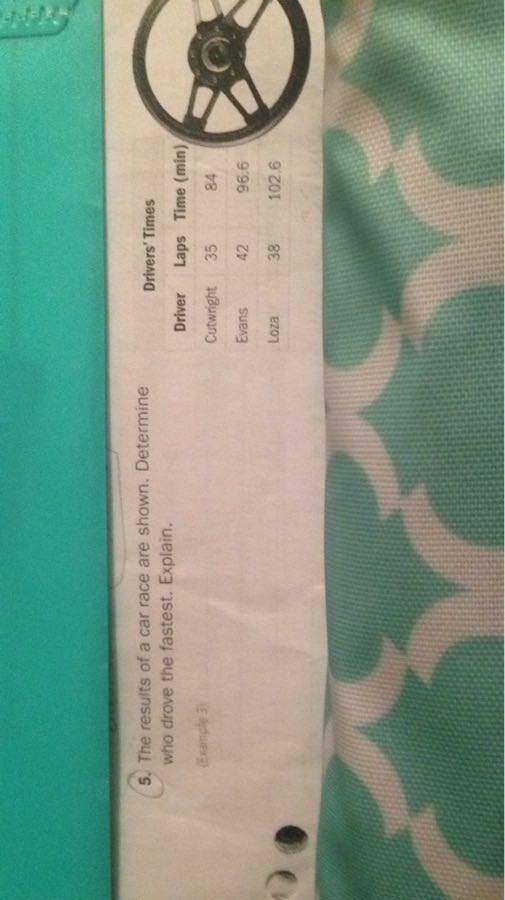 5. The results of a car race are shown. Determine
who drove the fastest. Explain.
(Example 3)
Drivers' Times
Driver Laps Time (min)
Cutwright 35 84
Evans 42 96.6
Loza 38 102.6